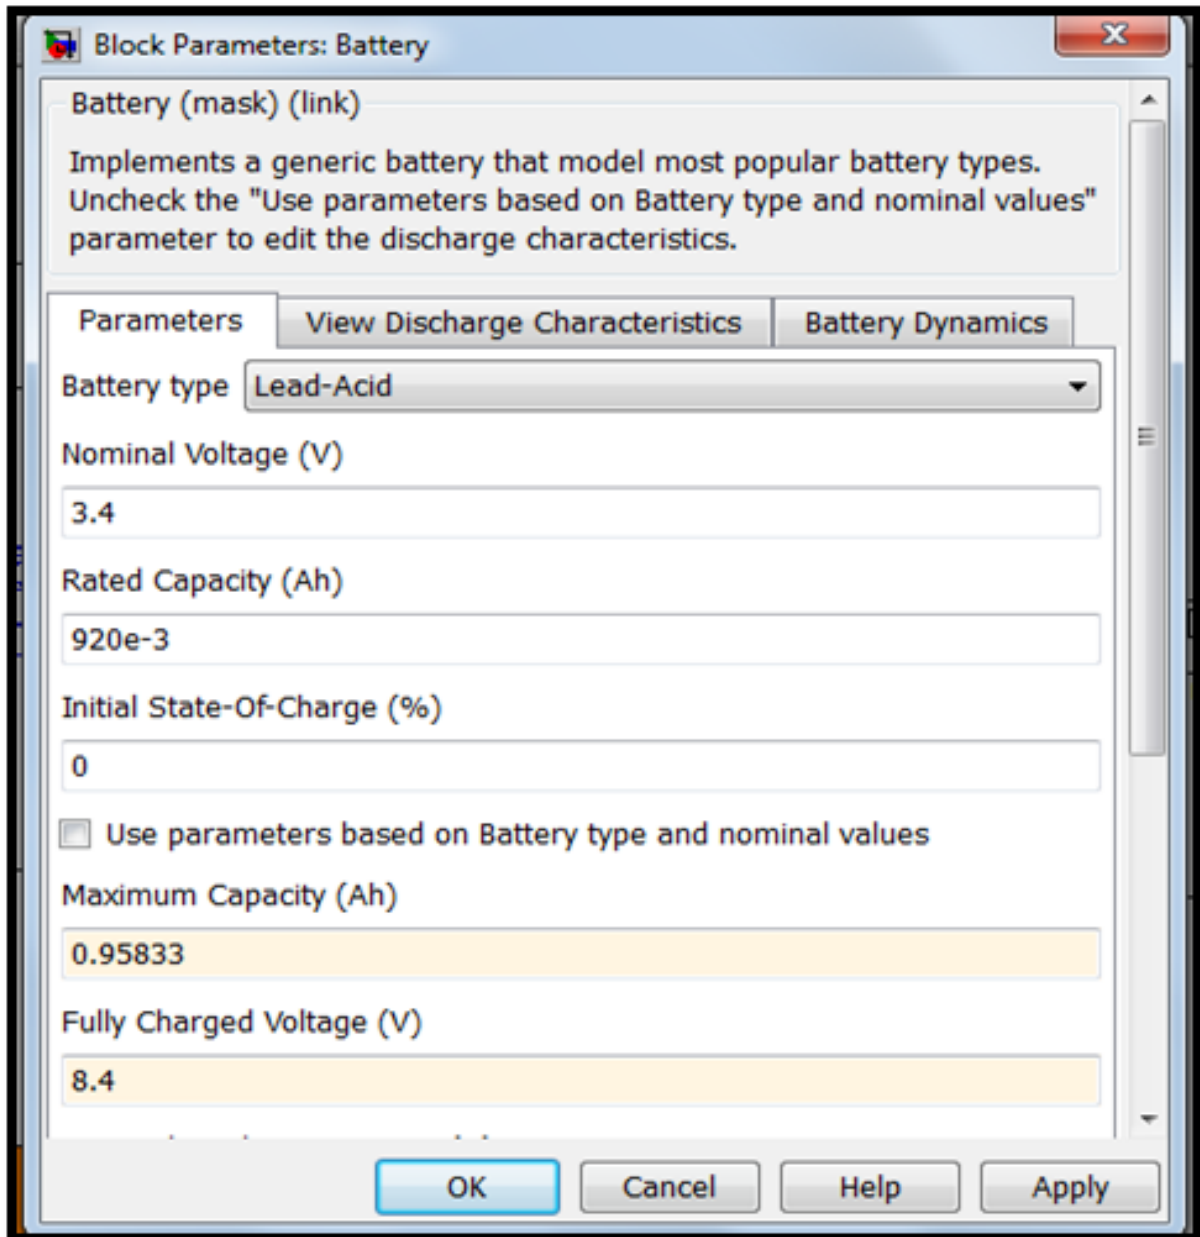 Block Parameters: Battery
Battery (mask) (link)
Implements a generic battery that model most popular battery types.
Uncheck the "Use parameters based on Battery type and nominal values"
parameter to edit the discharge characteristics.
Parameters View Discharge Characteristics Battery Dynamics
Battery type Lead-Acid
Nominal Voltage (V)
3.4
Rated Capacity (Ah)
920e-3
Initial State-Of-Charge (%)
0
Use parameters based on Battery type and nominal values
Maximum Capacity (Ah)
0.95833
Fully Charged Voltage (V)
8.4
OK Cancel Help Apply